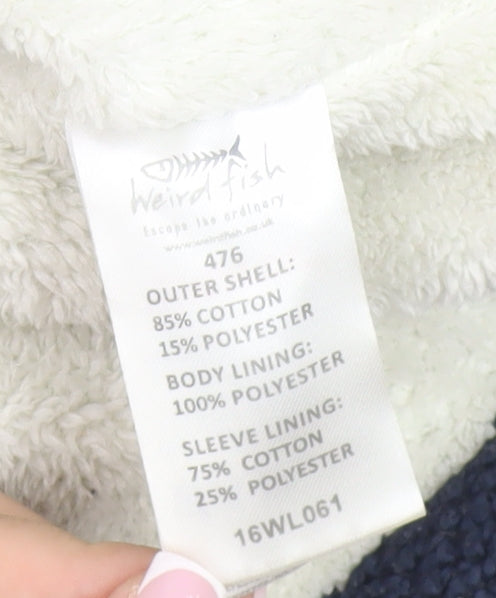 Weird fish
Escape the ordinary
www.weirdfish.co.uk
476
OUTER SHELL:
85% COTTON
15% POLYESTER
BODY LINING:
100% POLYESTER
SLEEVE LINING:
75% COTTON
25% POLYESTER
16WL061